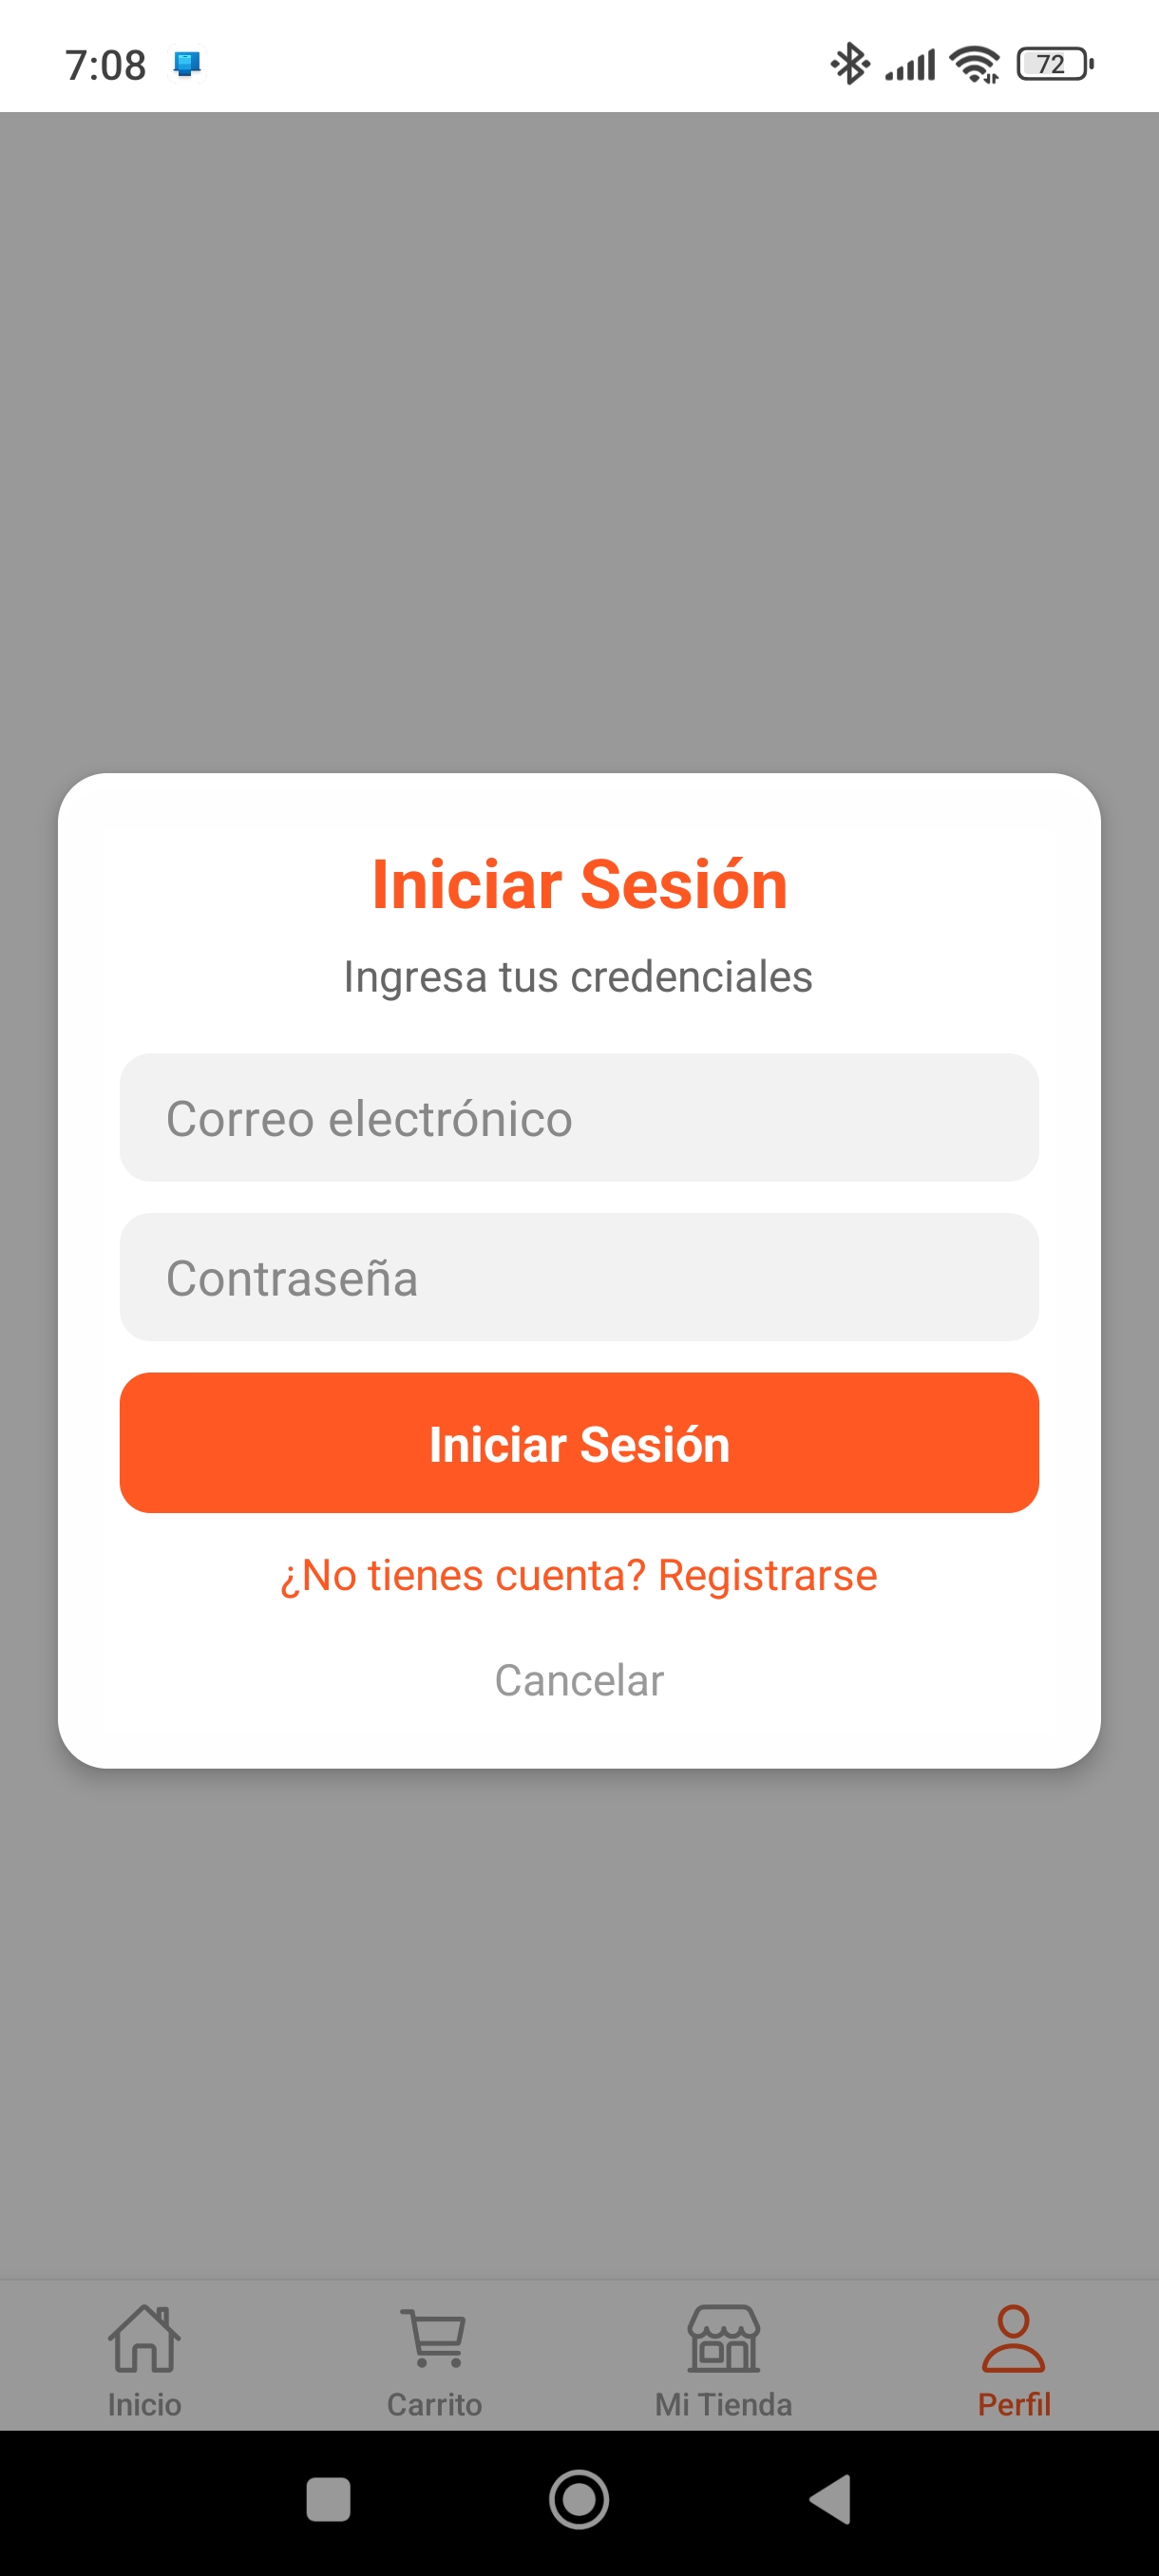 7:08
72
Iniciar Sesión
Ingresa tus credenciales
Correo electrónico
Contraseña
Iniciar Sesión
¿No tienes cuenta? Registrarse
Cancelar
Inicio Carrito Mi Tienda Perfil